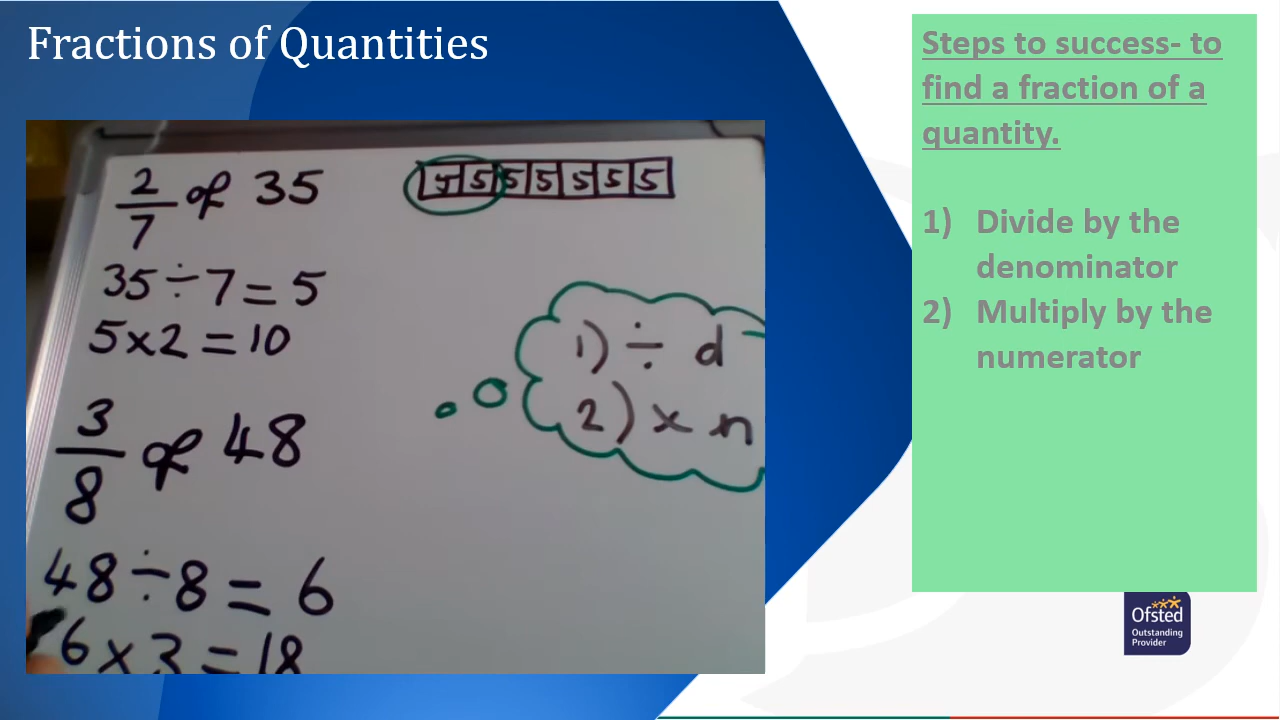 Fractions of Quantities
2/7 of 35
5 5 5 5 5 5 5
35÷7=5
5×2=10
1) ÷ d
2) × n
3/8 of 48
48÷8=6
6×3=18
Steps to success- to
find a fraction of a
quantity.
1) Divide by the
denominator
2) Multiply by the
numerator
Ofsted
Outstanding
Provider